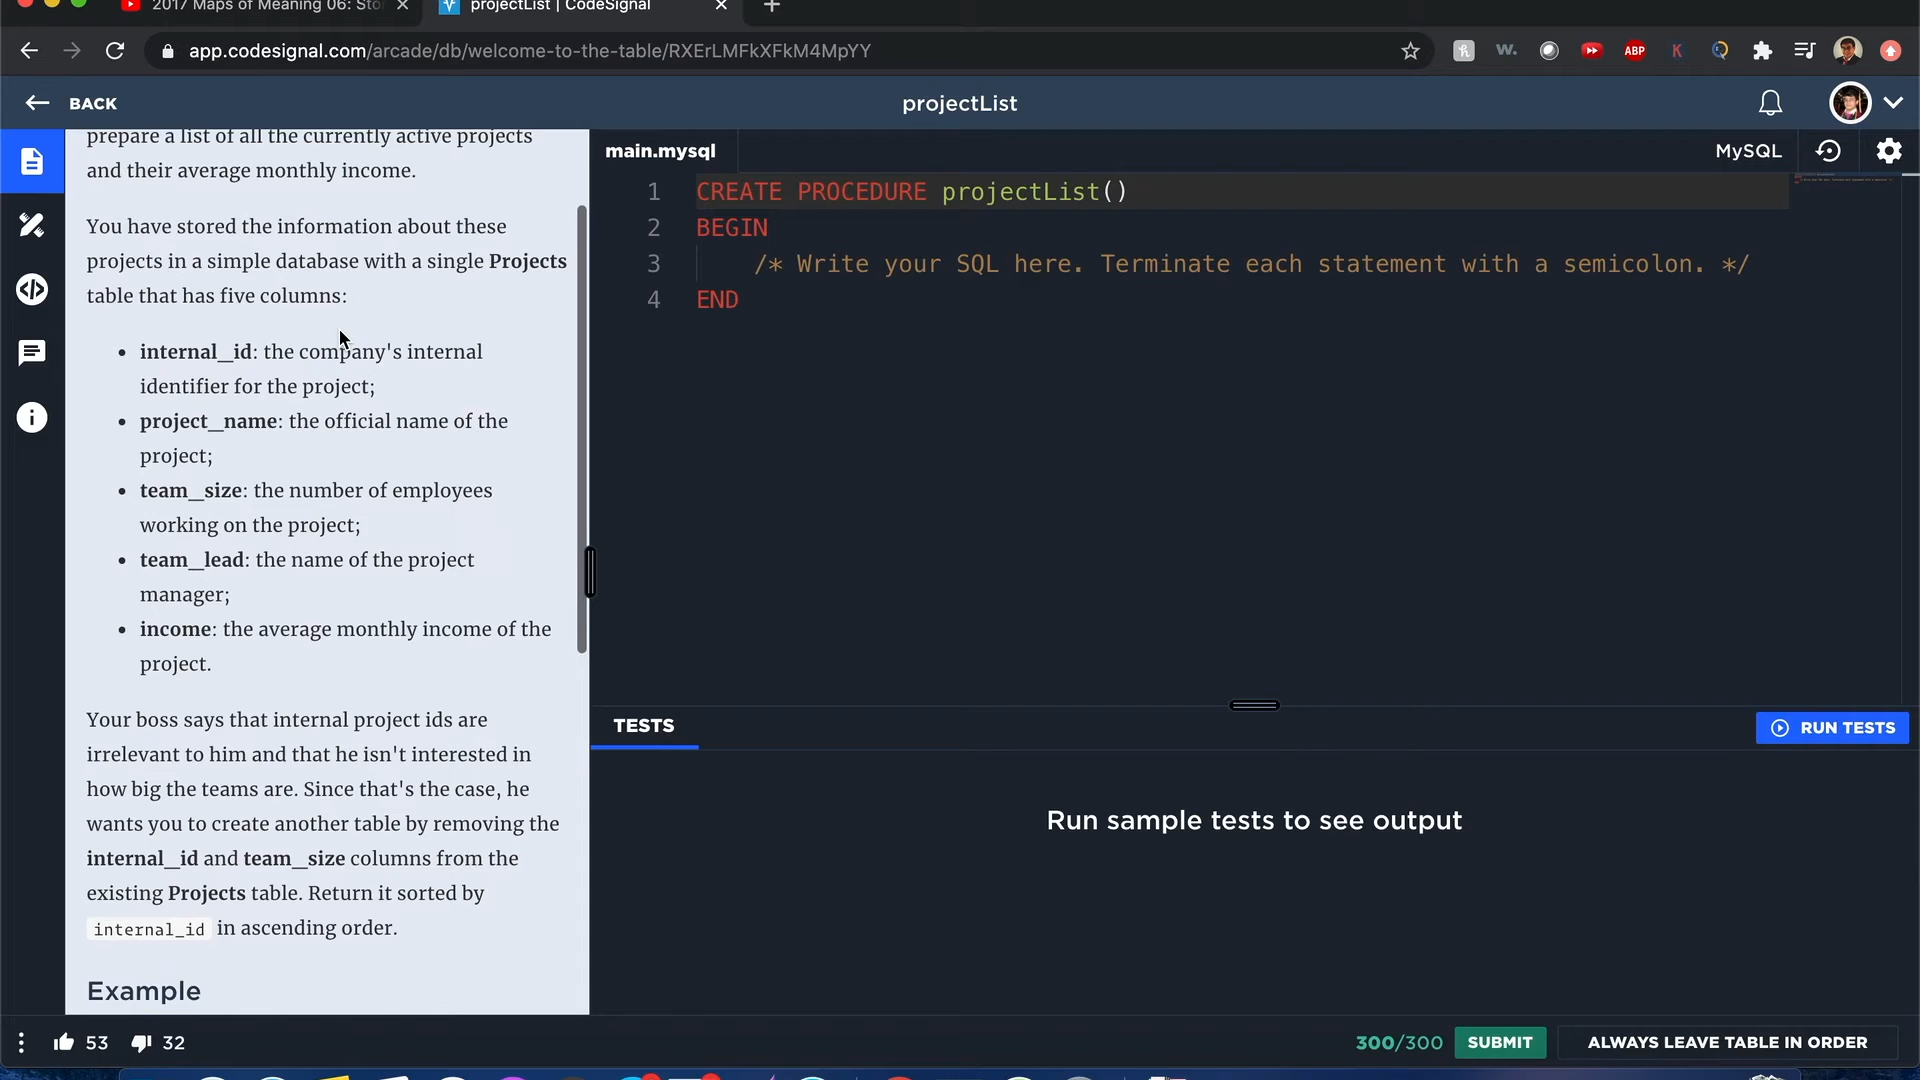 2017 Maps of Meaning 06: Sto
projectList | CodeSignal
app.codesignal.com/arcade/db/welcome-to-the-table/RXErLMFkXFkM4MpYY
ABP
BACK
projectList
prepare a list of all the currently active projects
and their average monthly income.
You have stored the information about these
projects in a simple database with a single Projects
table that has five columns:
• internal_id: the company's internal
identifier for the project;
• project_name: the official name of the
project;
• team_size: the number of employees
working on the project;
• team_lead: the name of the project
manager;
• income: the average monthly income of the
project.
Your boss says that internal project ids are
irrelevant to him and that he isn't interested in
how big the teams are. Since that's the case, he
wants you to create another table by removing the
internal_id and team_size columns from the
existing Projects table. Return it sorted by
internal_id in ascending order.
Example
main.mysql
MySQL
1 CREATE PROCEDURE projectList()
2 BEGIN
3 /* Write your SQL here. Terminate each statement with a semicolon. */
4 END
TESTS
RUN TESTS
Run sample tests to see output
53
32
300/300
SUBMIT
ALWAYS LEAVE TABLE IN ORDER